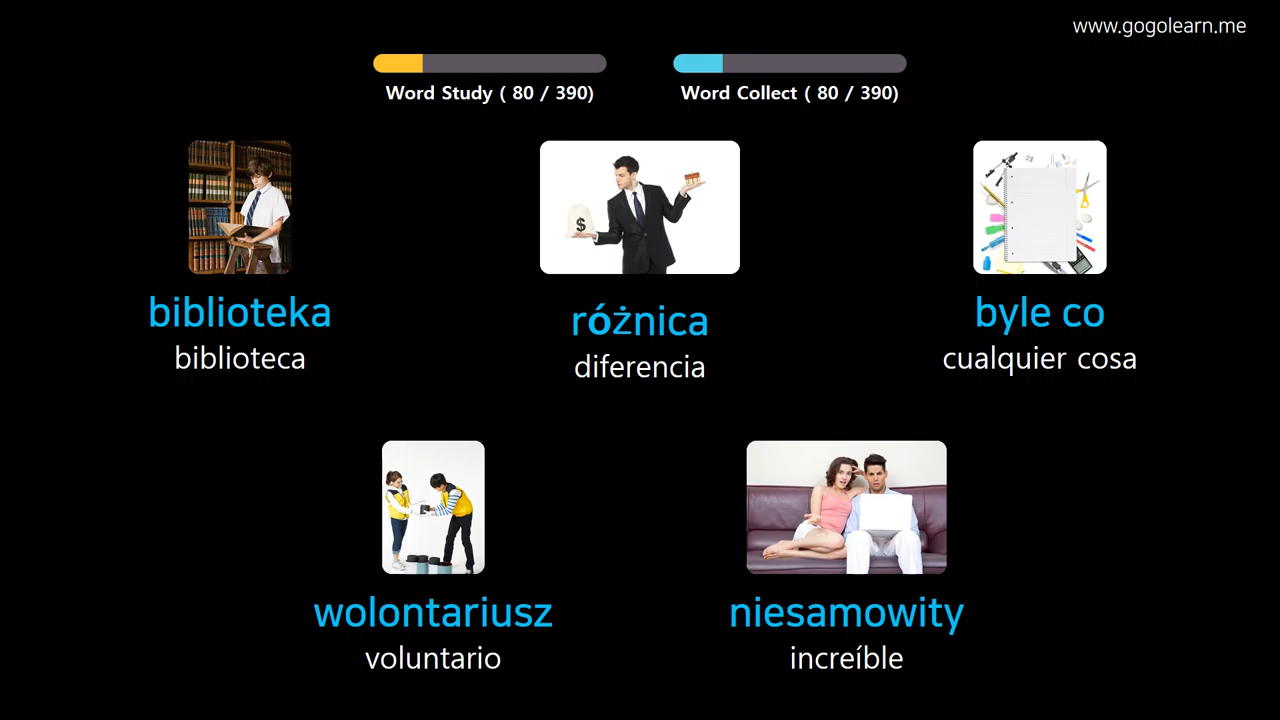 www.gogolearn.me
Word Study ( 80 / 390)
Word Collect ( 80 / 390)
$
biblioteka
biblioteca
różnica
diferencia
byle co
cualquier cosa
wolontariusz
voluntario
niesamowity
increíble